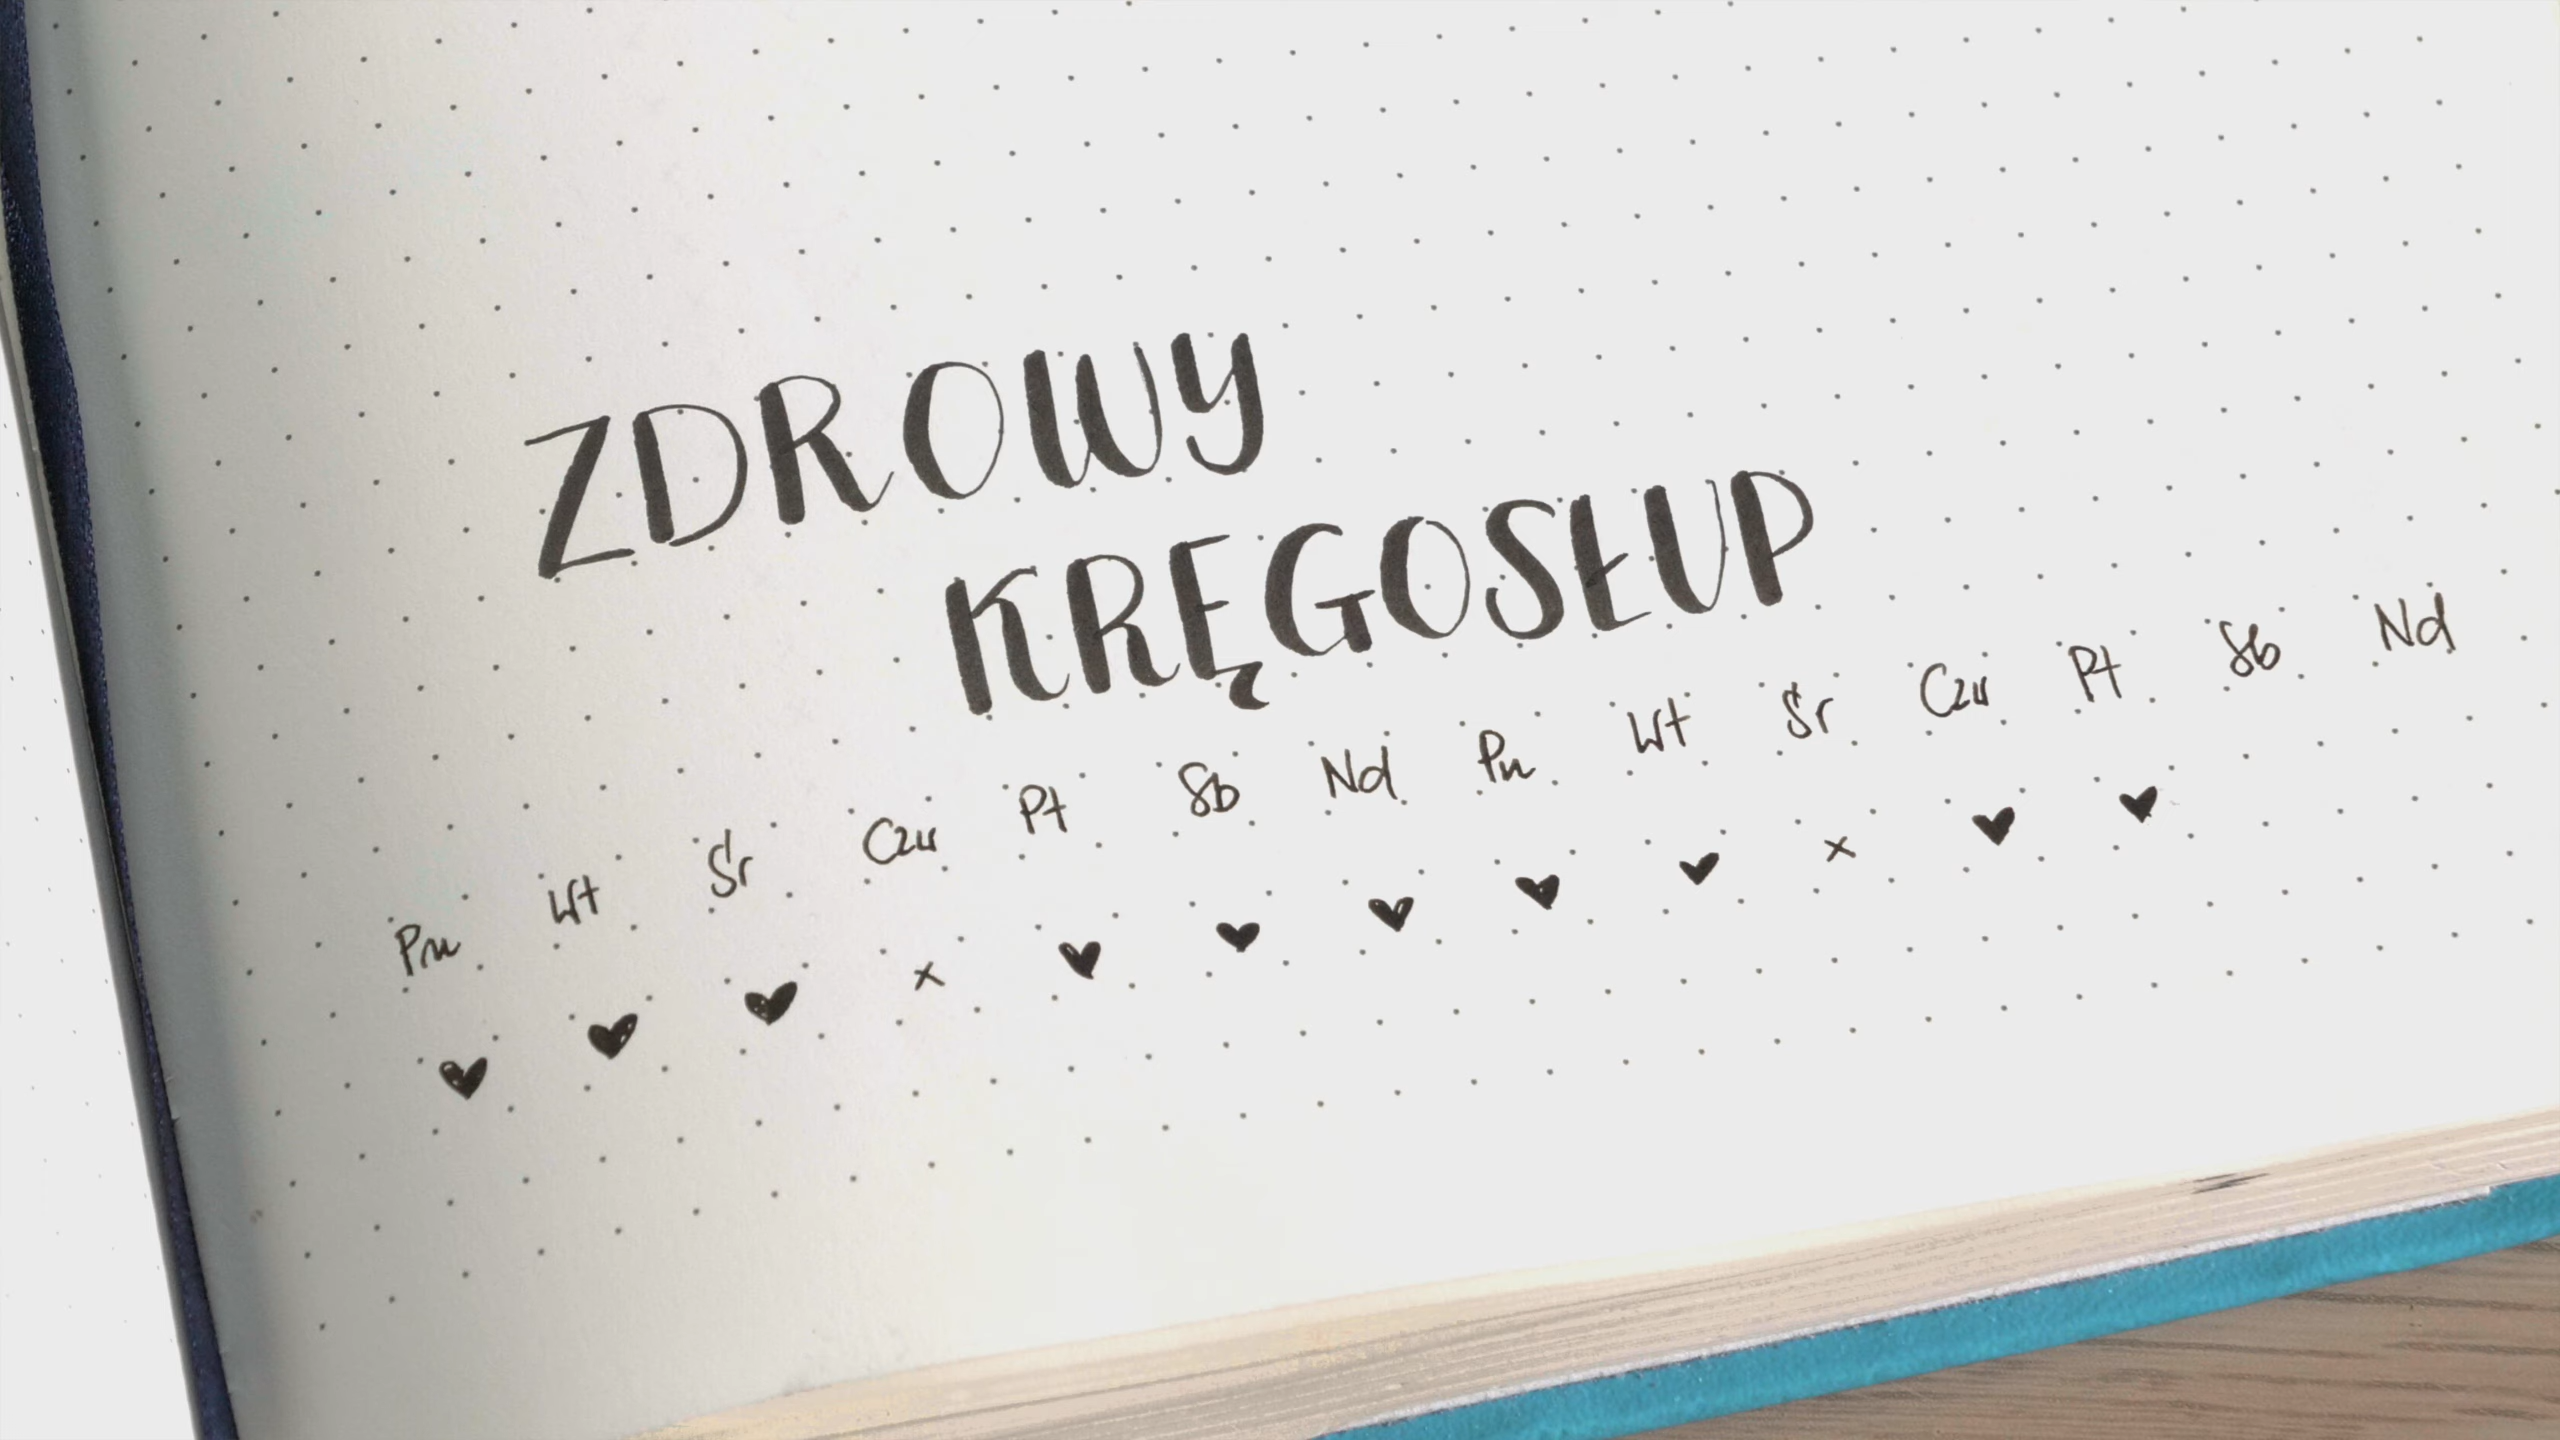 ZDROWY
KRĘGOSŁUP
Pn Wt Śr Czw Pt Sb Nd Pn Wt Śr Czw Pt Sb Nd
♥ ♥ ♥ x ♥ ♥ ♥ ♥ ♥ x ♥ ♥